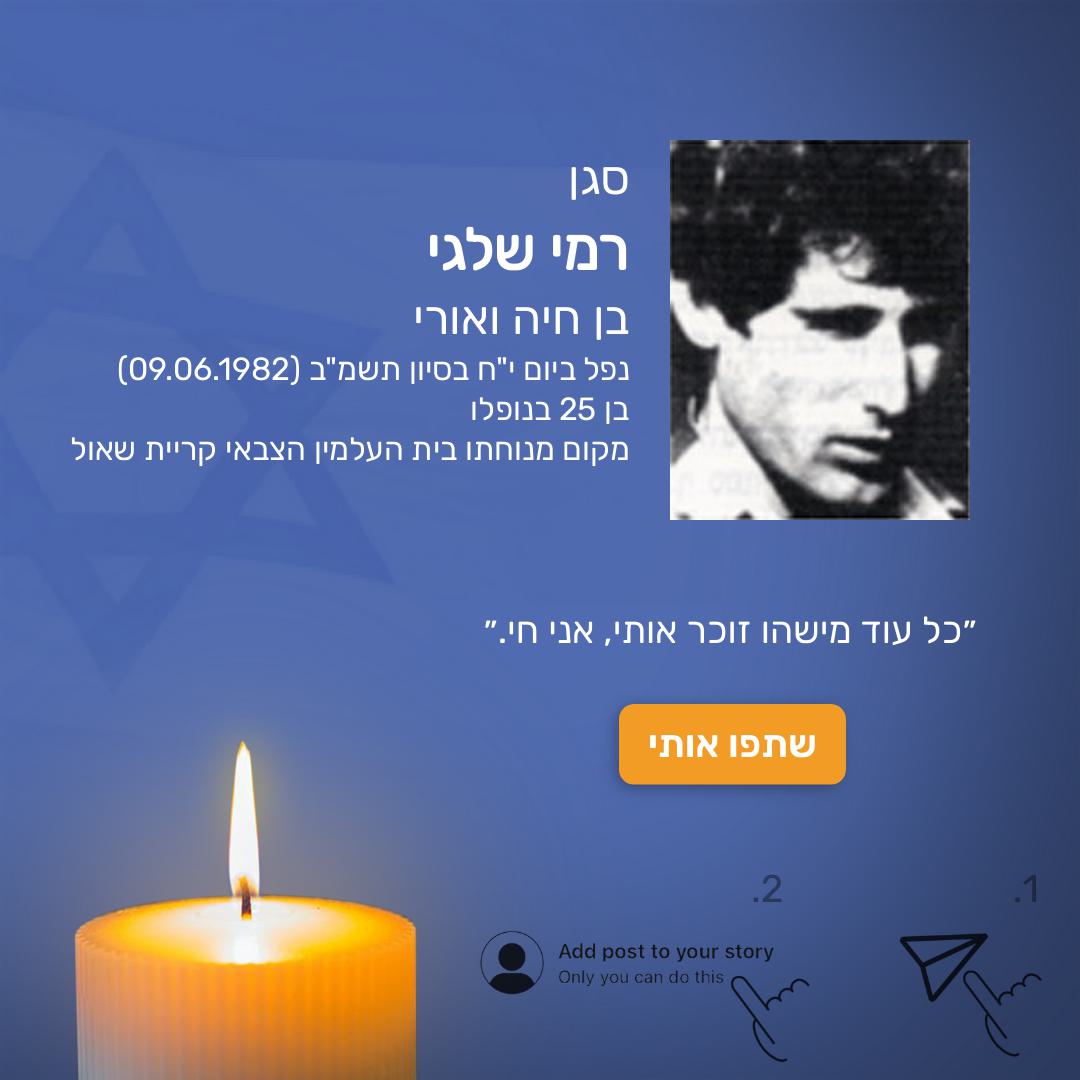 סגן
רמי שלגי
בן חיה ואורי
נפל ביום י"ח בסיון תשמ"ב (09.06.1982)
בן 25 בנופלו
מקום מנוחתו בית העלמין הצבאי קריית שאול
״כל עוד מישהו זוכר אותי, אני חי.״
שתפו אותי
.1
.2
Add post to your story
Only you can do this